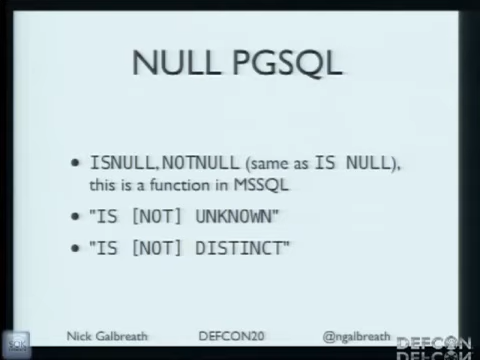 NULL PGSQL
• ISNULL, NOTNULL (same as IS NULL),
this is a function in MSSQL
• "IS [NOT] UNKNOWN"
• "IS [NOT] DISTINCT"
Nick Galbreath DEFCON20 @ngalbreath
DEFCON
DEFCON